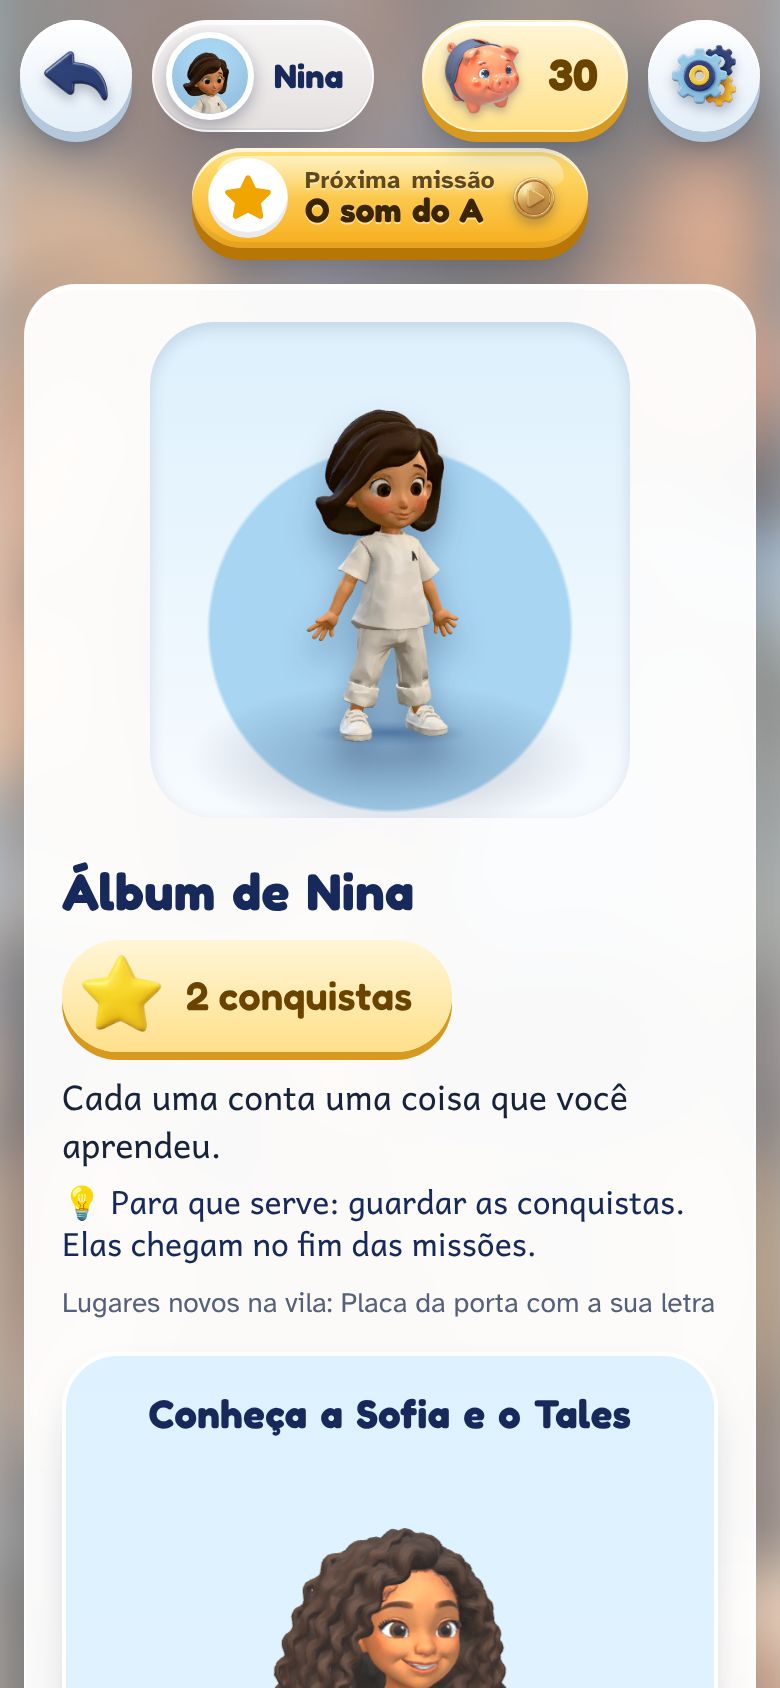 Nina
30
Próxima missão
O som do A
A
Álbum de Nina
2 conquistas
Cada uma conta uma coisa que você
aprendeu.
💡 Para que serve: guardar as conquistas.
Elas chegam no fim das missões.
Lugares novos na vila: Placa da porta com a sua letra
Conheça a Sofia e o Tales